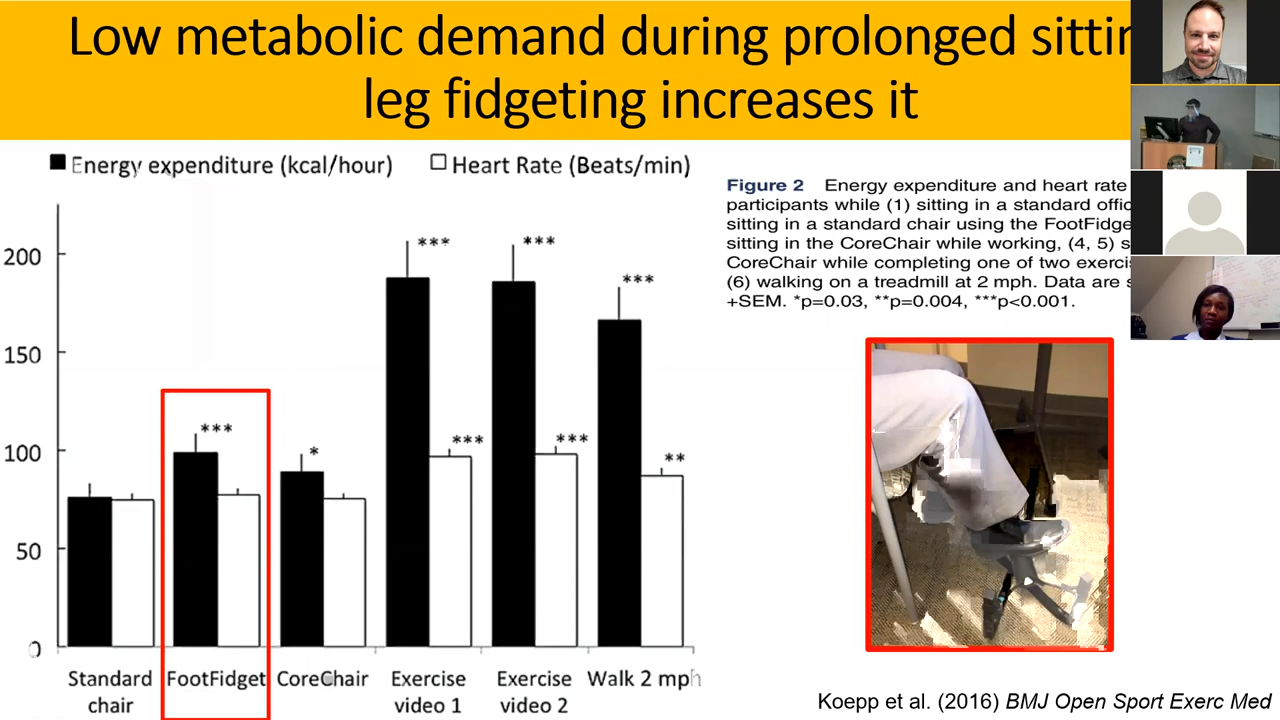 Low metabolic demand during prolonged
leg fidgeting increases it
Energy expenditure (kcal/hour) Heart Rate (Beats/min)
Figure 2 Energy expenditure and heart rate
participants while (1) sitting in a standard
sitting in a standard chair using the
sitting in the CoreChair while working, (4, 5)
CoreChair while completing one of two
(6) walking on a treadmill at 2 mph. Data are
+SEM. *p=0.03, **p=0.004, ***p<0.001.
200
150
100
50
0
*** *** ***
*** * *** *** **
Standard FootFidget CoreChair Exercise Exercise Walk 2 mph
chair video 1 video 2
Koepp et al. (2016) BMJ Open Sport Exerc Med